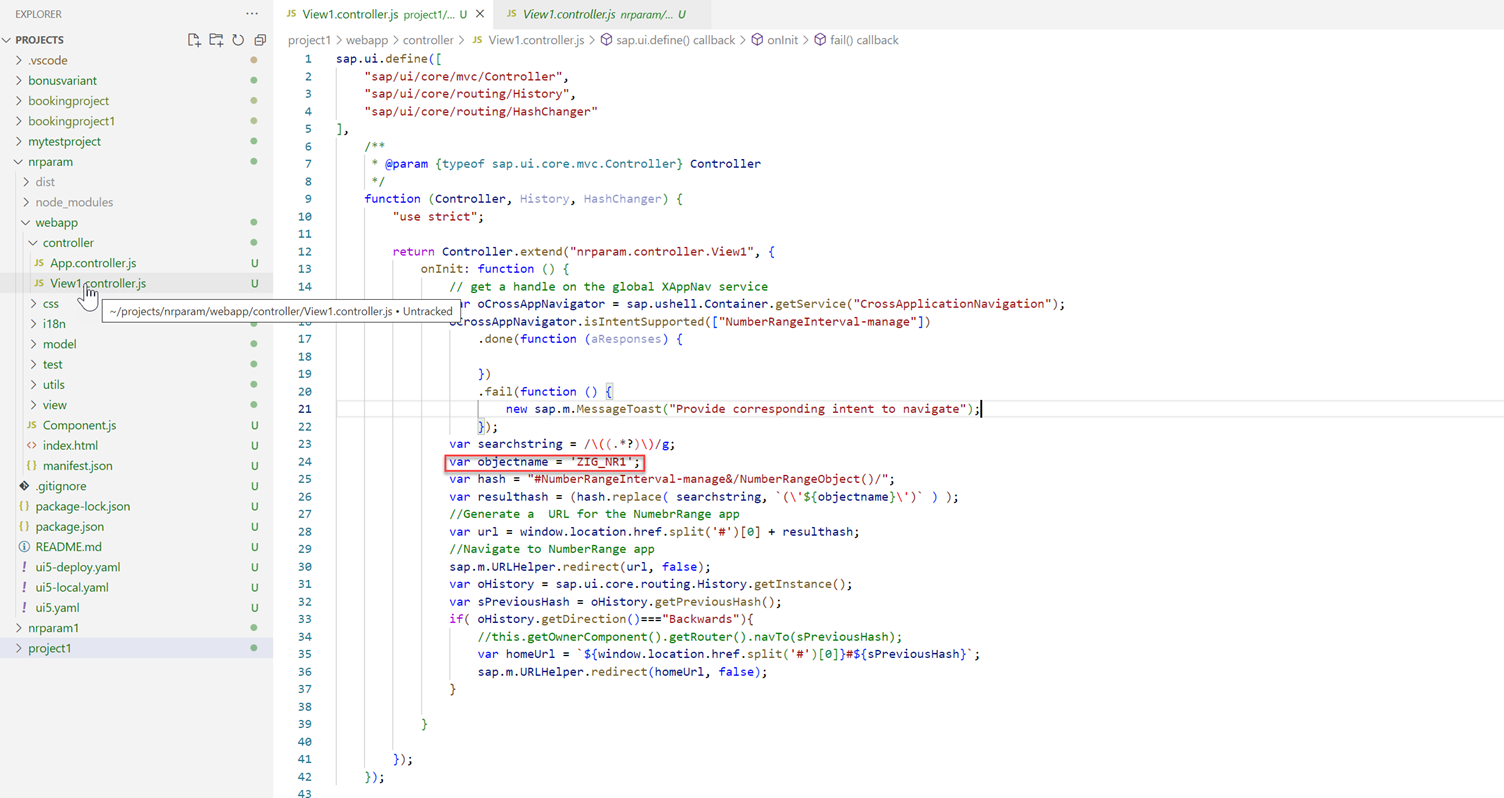 EXPLORER
PROJECTS
.vscode
bonusvariant
bookingproject
bookingproject1
mytestproject
nrparam
dist
node_modules
webapp
controller
JS App.controller.js U
JS View1.controller.js U
css
~/projects/nrparam/webapp/controller/View1.controller.js • Untracked
i18n
model
test
utils
view
JS Component.js U
<> index.html U
{} manifest.json U
.gitignore U
{} package-lock.json U
{} package.json U
README.md U
! ui5-deploy.yaml U
! ui5-local.yaml U
! ui5.yaml U
nrparam1
project1
JS View1.controller.js project1/... U
JS View1.controller.js nrparam/... U
project1 > webapp > controller > JS View1.controller.js > sap.ui.define() callback > onInit > fail() callback
1 sap.ui.define([
2 "sap/ui/core/mvc/Controller",
3 "sap/ui/core/routing/History",
4 "sap/ui/core/routing/HashChanger"
5 ],
6 /**
7 * @param {typeof sap.ui.core.mvc.Controller} Controller
8 */
9 function (Controller, History, HashChanger) {
10 "use strict";
11
12 return Controller.extend("nrparam.controller.View1", {
13 onInit: function () {
14 // get a handle on the global XAppNav service
ar oCrossAppNavigator = sap.ushell.Container.getService("CrossApplicationNavigation");
16 oCrossAppNavigator.isIntentSupported(["NumberRangeInterval-manage"])
17 .done(function (aResponses) {
18
19 })
20 .fail(function () {
21 new sap.m.MessageToast("Provide corresponding intent to navigate");
22 });
23 var searchstring = /\((.*?)\)/g;
24 var objectname = 'ZIG_NR1';
25 var hash = "#NumberRangeInterval-manage&/NumberRangeObject()/";
26 var resulthash = (hash.replace( searchstring, `(\'${objectname}\')` ) );
27 //Generate a  URL for the NumebrRange app
28 var url = window.location.href.split('#')[0] + resulthash;
29 //Navigate to NumberRange app
30 sap.m.URLHelper.redirect(url, false);
31 var oHistory = sap.ui.core.routing.History.getInstance();
32 var sPreviousHash = oHistory.getPreviousHash();
33 if( oHistory.getDirection()==="Backwards"){
34 //this.getOwnerComponent().getRouter().navTo(sPreviousHash);
35 var homeUrl = `${window.location.href.split('#')[0]}#${sPreviousHash}`;
36 sap.m.URLHelper.redirect(homeUrl, false);
37 }
38
39 }
40
41 });
42 });
43